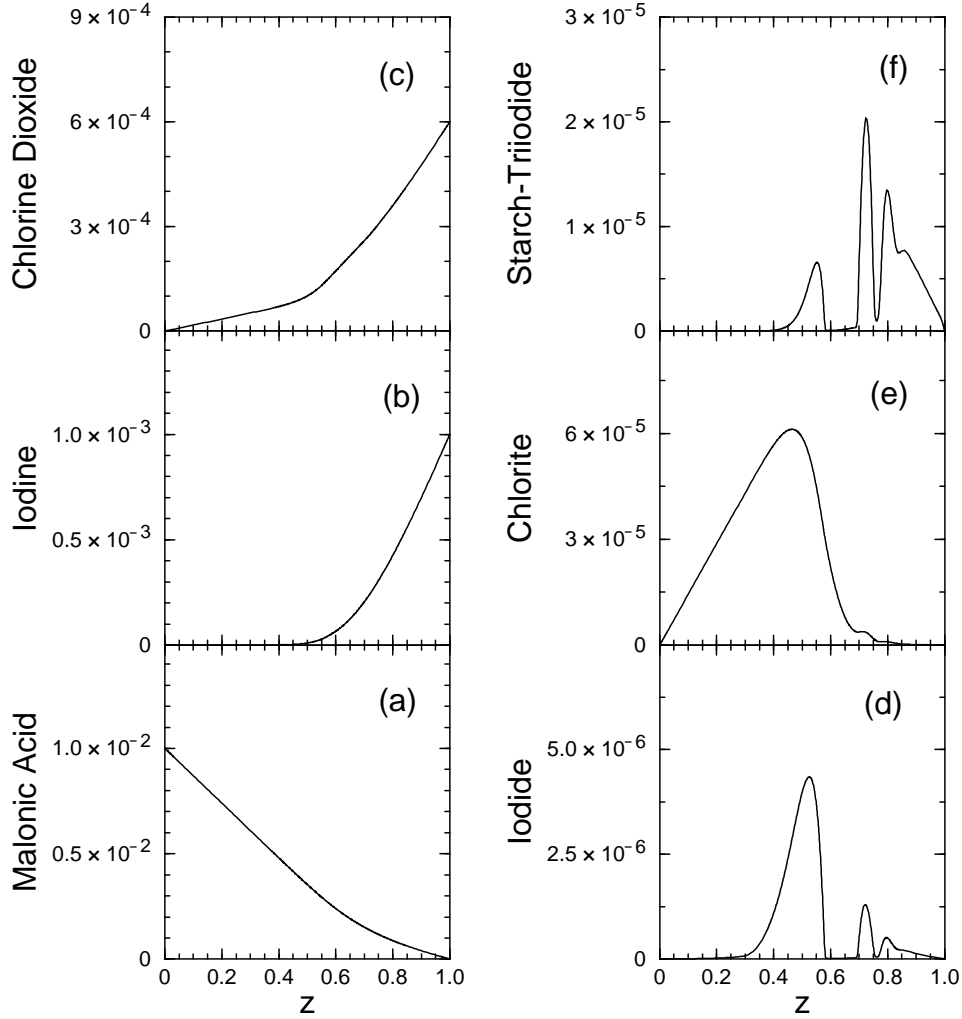 Chlorine Dioxide
9 × 10⁻⁴
6 × 10⁻⁴
3 × 10⁻⁴
0
(c)
Iodine
1.0 × 10⁻³
0.5 × 10⁻³
0
(b)
Malonic Acid
1.0 × 10⁻²
0.5 × 10⁻²
0
(a)
0 0.2 0.4 0.6 0.8 1.0
z
Starch-Triiodide
3 × 10⁻⁵
2 × 10⁻⁵
1 × 10⁻⁵
0
(f)
Chlorite
6 × 10⁻⁵
3 × 10⁻⁵
0
(e)
Iodide
5.0 × 10⁻⁶
2.5 × 10⁻⁶
0
(d)
0 0.2 0.4 0.6 0.8 1.0
z